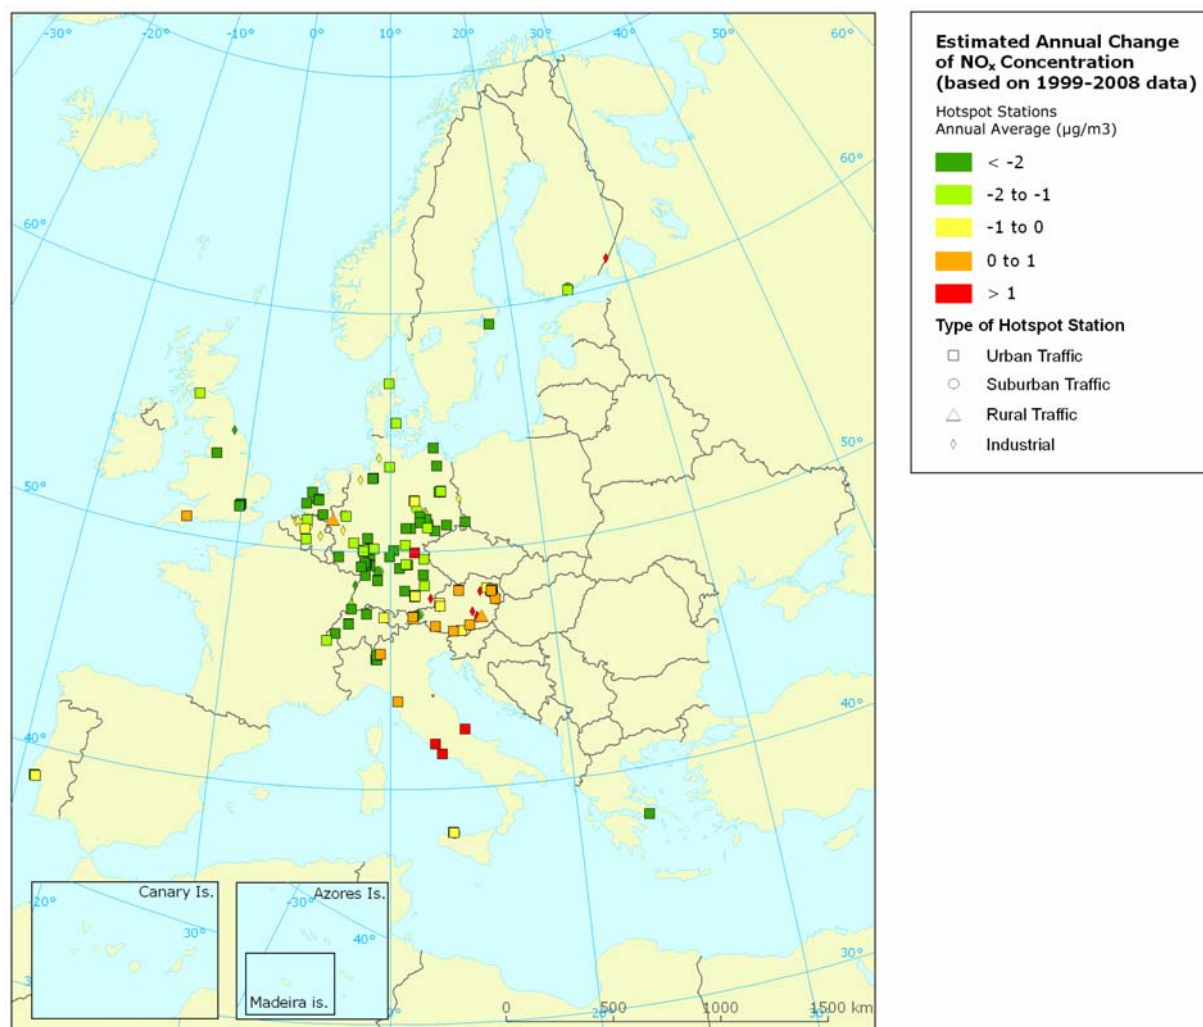 -30°
-20°
-10°
0°
10°
20°
30°
40°
50°
60°
60°
60°
50°
50°
40°
40°
30°
10°
20°
30°
Canary Is.
-20°
30°
Azores Is.
-30°
40°
Madeira is.
0
500
1000
1500 km
Estimated Annual Change
of NOₓ Concentration
(based on 1999-2008 data)
Hotspot Stations
Annual Average (µg/m3)
< -2
-2 to -1
-1 to 0
0 to 1
> 1
Type of Hotspot Station
Urban Traffic
Suburban Traffic
Rural Traffic
Industrial